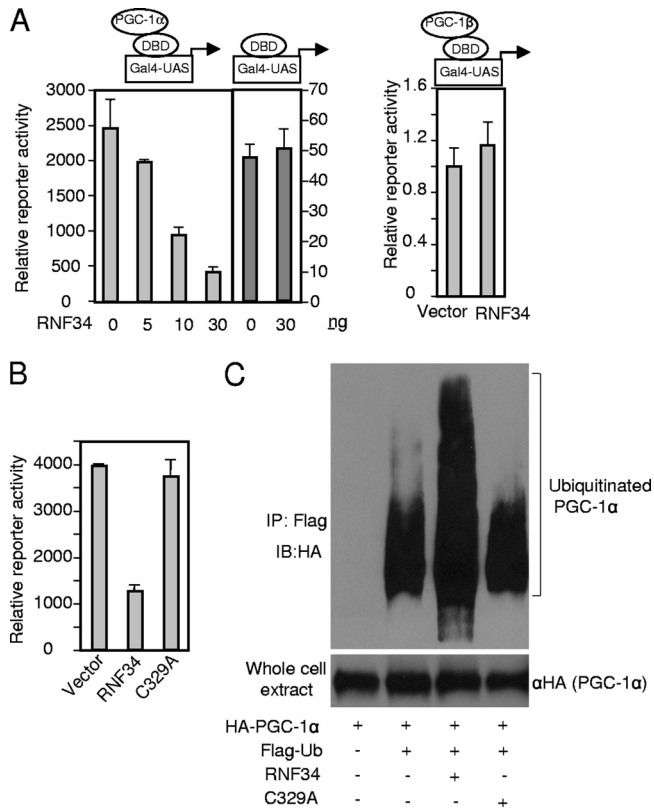 A
PGC-1α
DBD
Gal4-UAS
DBD
Gal4-UAS
PGC-1β
DBD
Gal4-UAS
Relative reporter activity
3000
2500
2000
1000
1500
500
0
70
60
50
40
30
20
10
0
RNF34 0 5 10 30 0 30 ng
Relative reporter activity
1.6
1.2
0.8
0.4
0
Vector RNF34
B
Relative reporter activity
4000
3000
2000
1000
0
Vector
RNF34
C329A
C
IP: Flag
IB:HA
Ubiquitinated
PGC-1α
Whole cell
extract
αHA (PGC-1α)
HA-PGC-1α + + + +
Flag-Ub - + + +
RNF34 - - + -
C329A - - - +